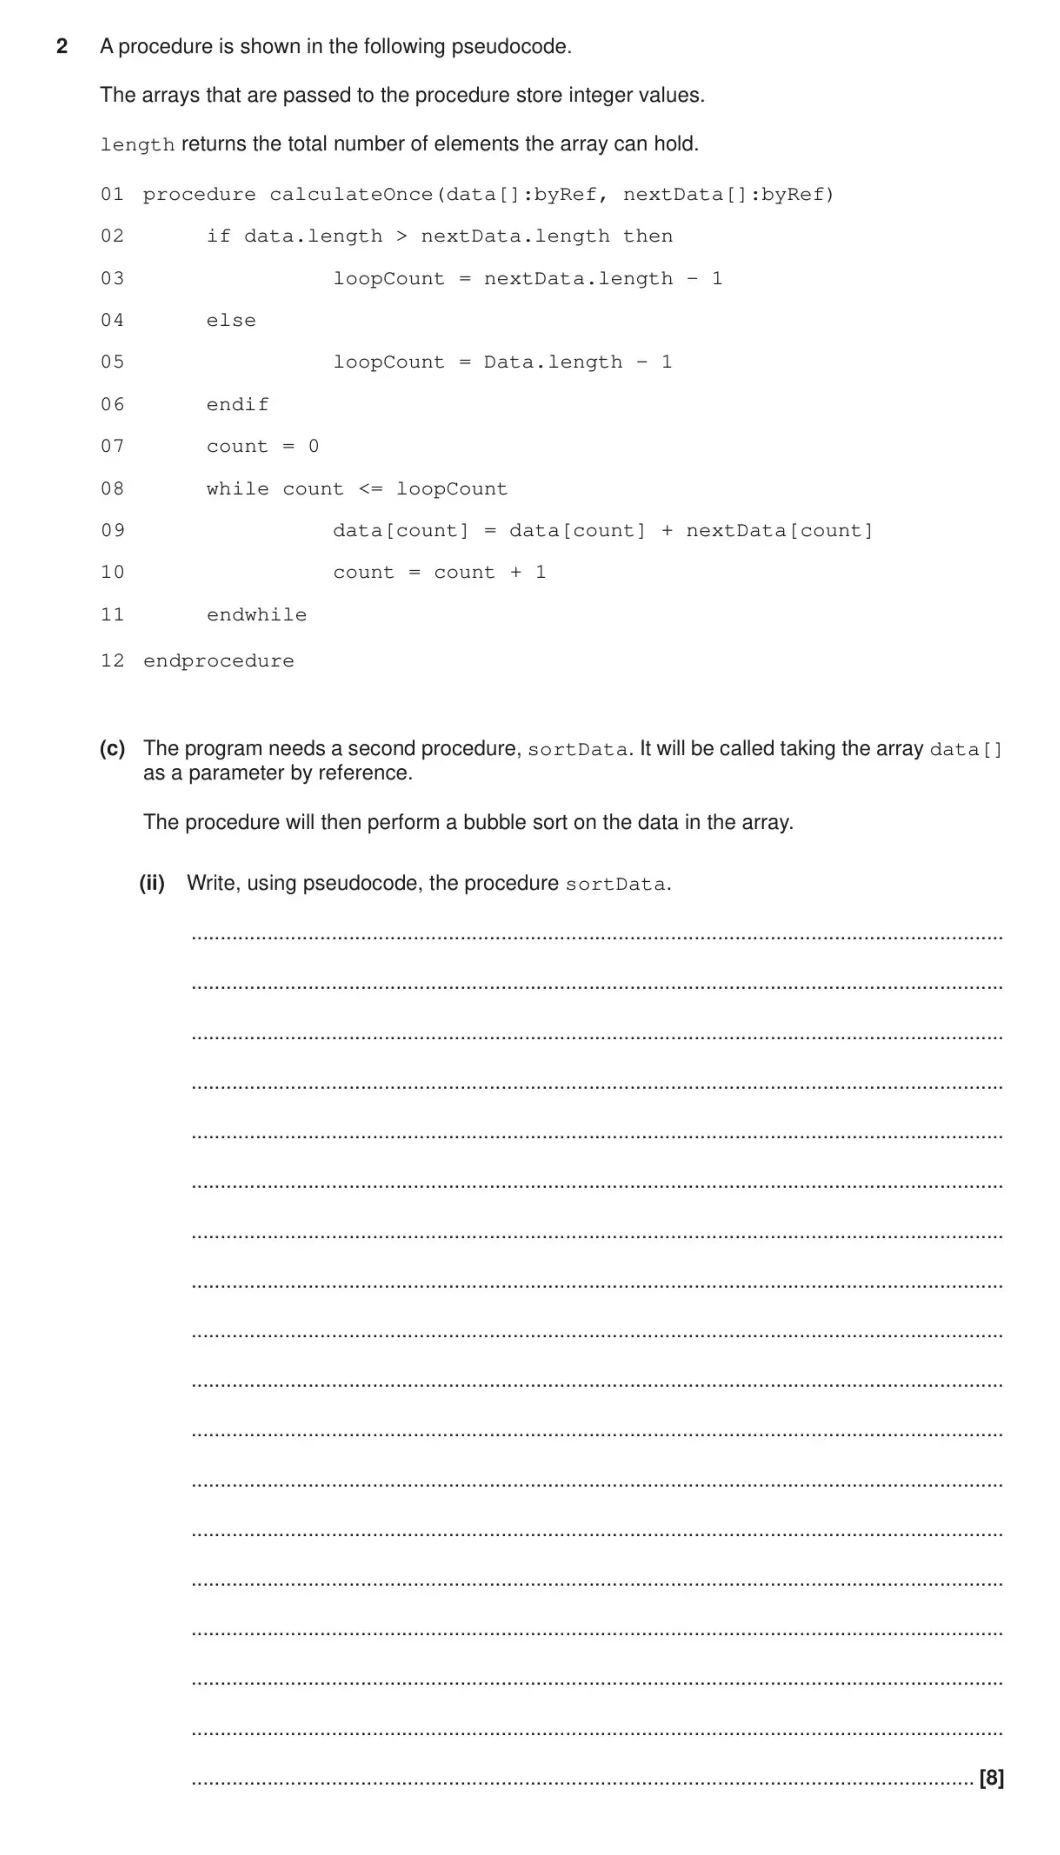 2 A procedure is shown in the following pseudocode.
The arrays that are passed to the procedure store integer values.
length returns the total number of elements the array can hold.
01 procedure calculateOnce(data[]:byRef, nextData[]:byRef)
02 if data.length > nextData.length then
03 loopCount = nextData.length – 1
04 else
05 loopCount = Data.length – 1
06 endif
07 count = 0
08 while count <= loopCount
09 data[count] = data[count] + nextData[count]
10 count = count + 1
11 endwhile
12 endprocedure
(c) The program needs a second procedure, sortData. It will be called taking the array data[]
as a parameter by reference.
The procedure will then perform a bubble sort on the data in the array.
(ii) Write, using pseudocode, the procedure sortData.
[8]